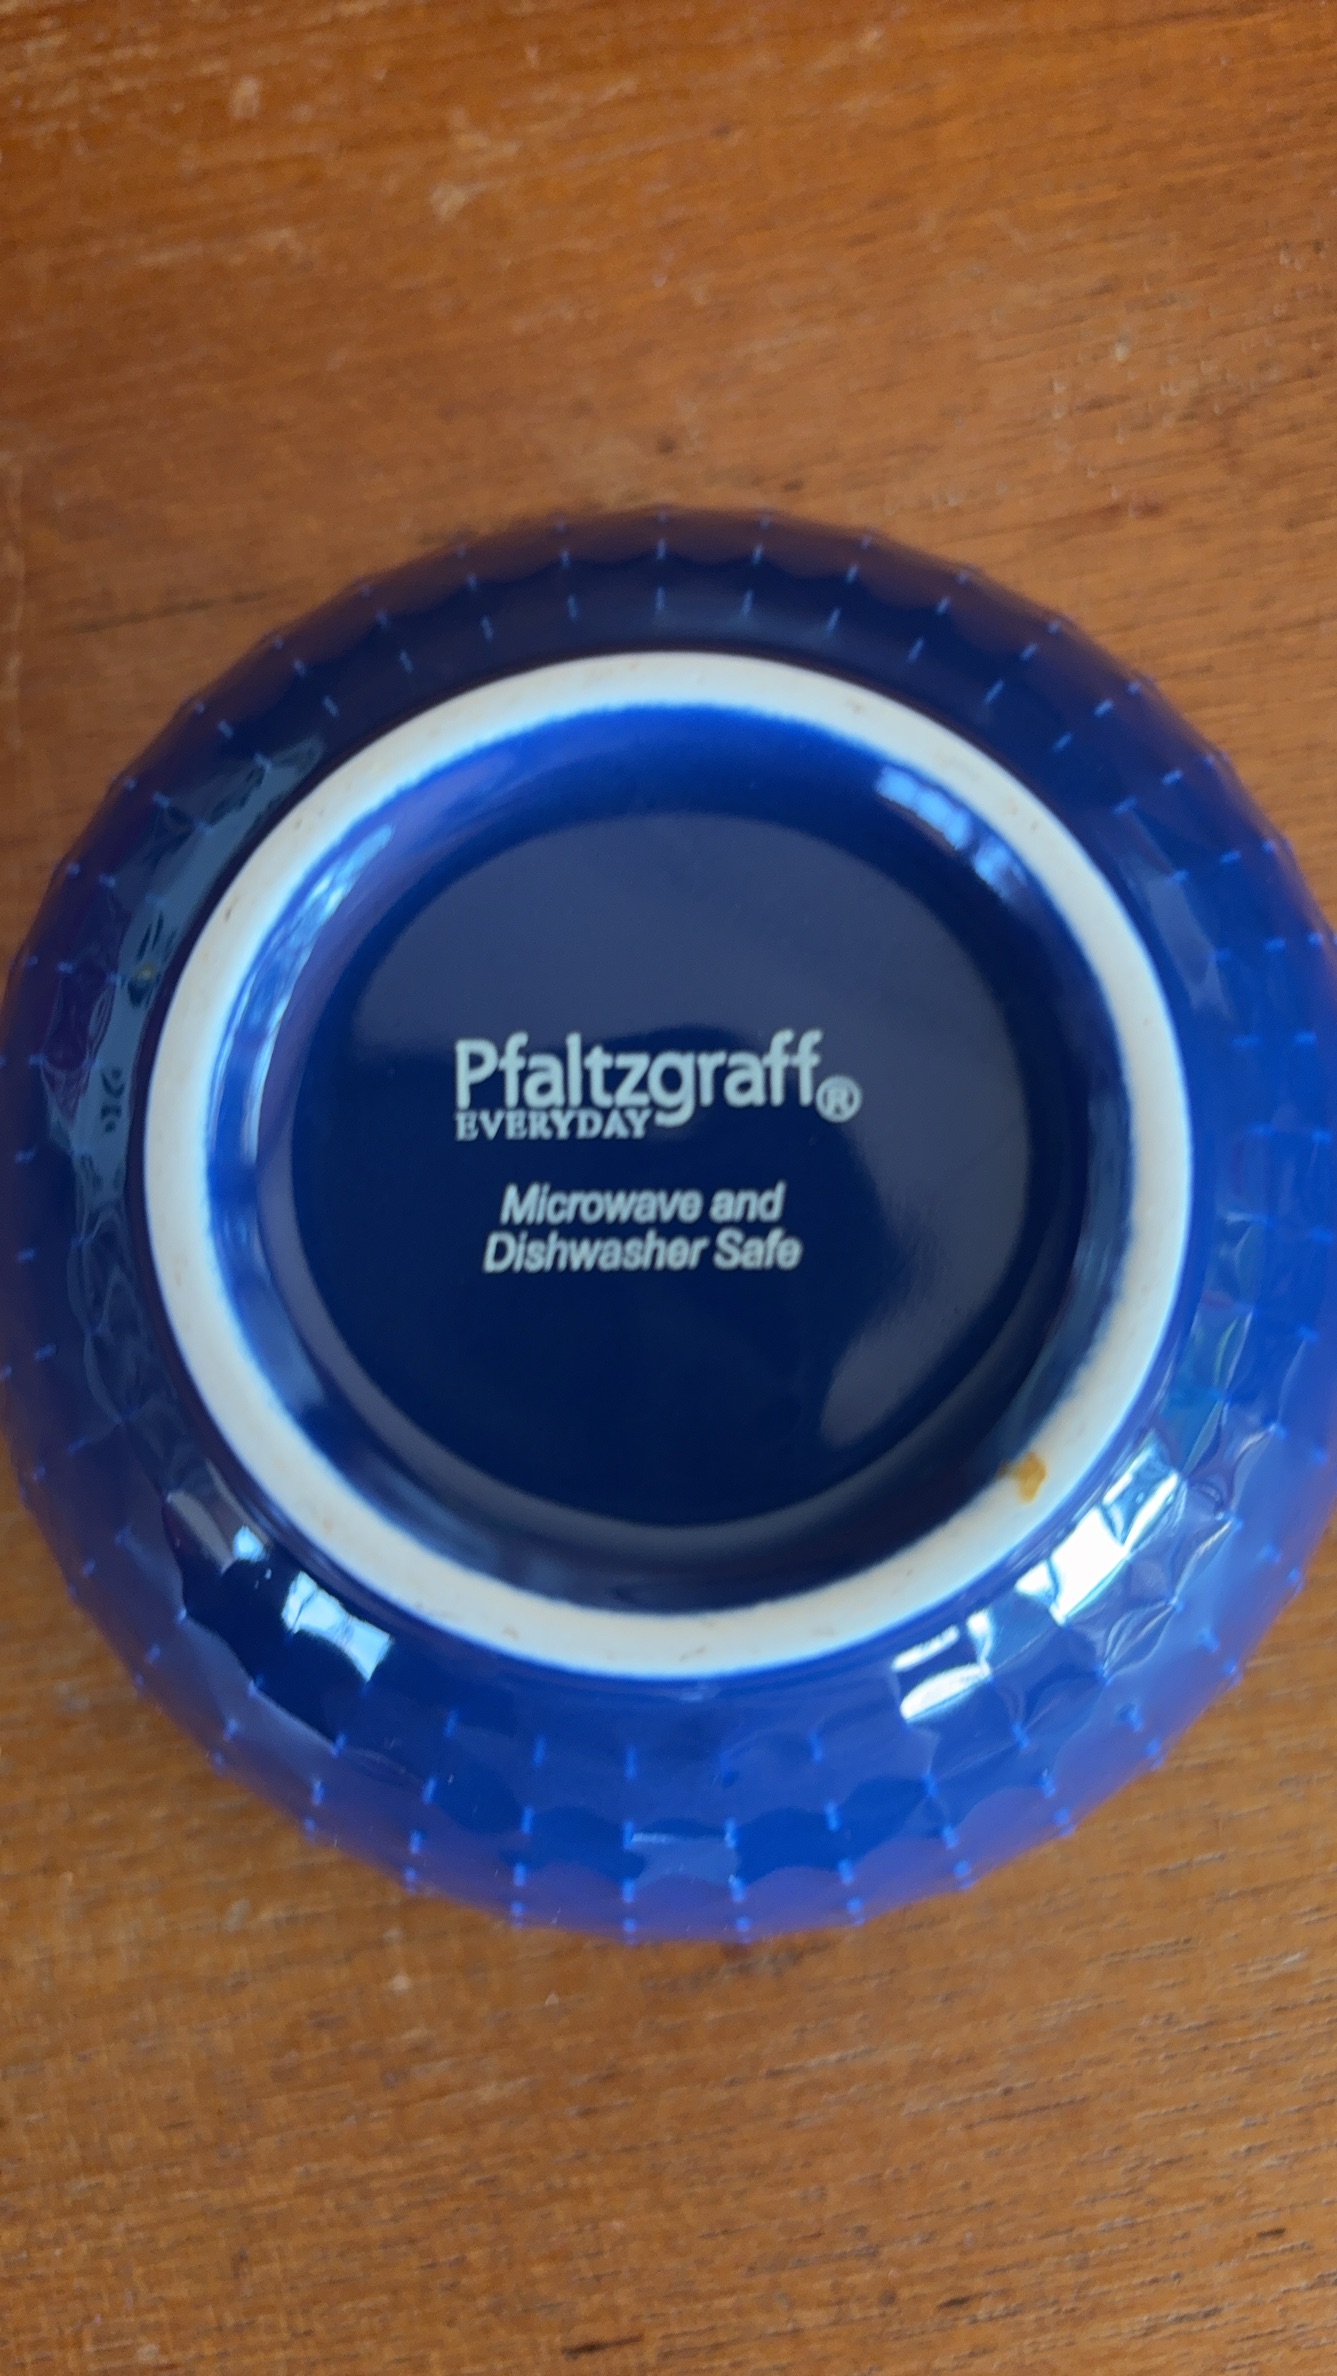 Pfaltzgraff®
EVERYDAY
Microwave and
Dishwasher Safe